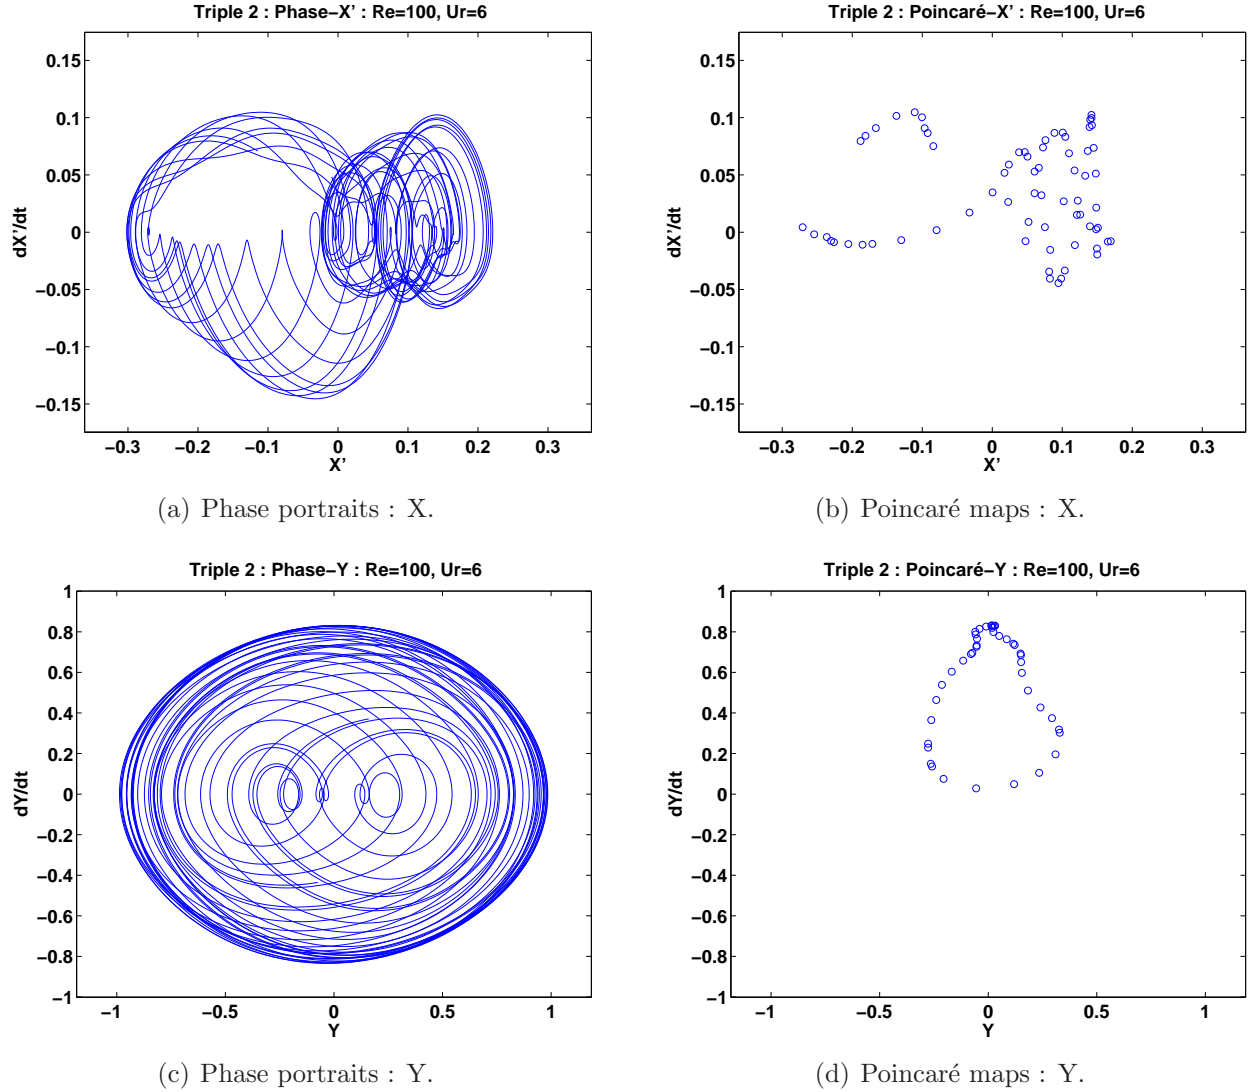 Triple 2 : Phase−X’ : Re=100, Ur=6
0.15
0.1
0.05
0
−0.05
−0.1
−0.15
dX’/dt
−0.3 −0.2 −0.1 0 0.1 0.2 0.3
X’
(a) Phase portraits : X.
Triple 2 : Poincaré−X’ : Re=100, Ur=6
0.15
0.1
0.05
0
−0.05
−0.1
−0.15
dX’/dt
−0.3 −0.2 −0.1 0 0.1 0.2 0.3
X’
(b) Poincaré maps : X.
Triple 2 : Phase−Y : Re=100, Ur=6
1
0.8
0.6
0.4
0.2
0
−0.2
−0.4
−0.6
−0.8
−1
dY/dt
−1 −0.5 0 0.5 1
Y
(c) Phase portraits : Y.
Triple 2 : Poincaré−Y : Re=100, Ur=6
1
0.8
0.6
0.4
0.2
0
−0.2
−0.4
−0.6
−0.8
−1
dY/dt
−1 −0.5 0 0.5 1
Y
(d) Poincaré maps : Y.